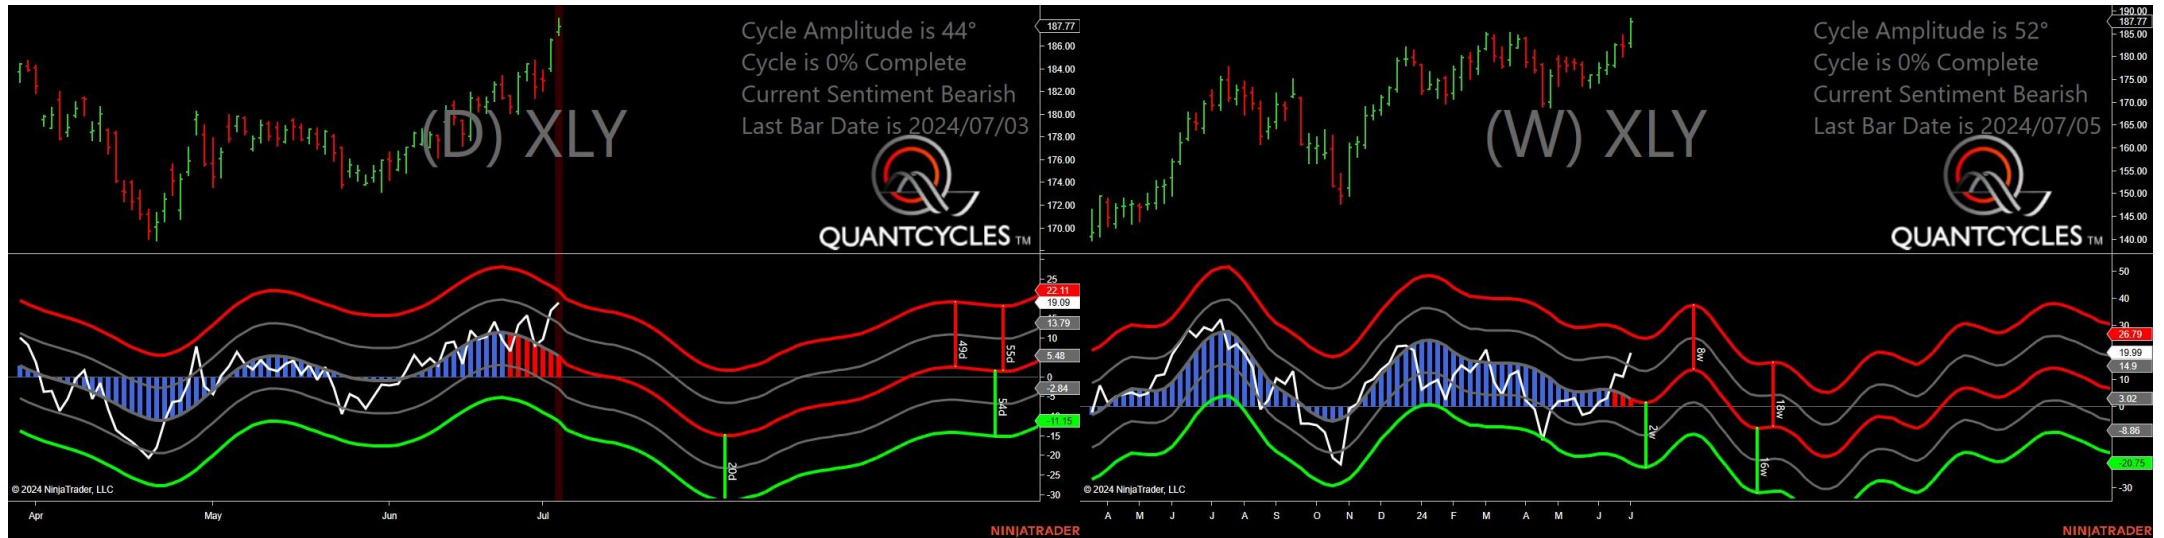 Cycle Amplitude is 44°
Cycle is 0% Complete
Current Sentiment Bearish
Last Bar Date is 2024/07/03
(D) XLY
QUANTCYCLES TM
187.77
186.00
184.00
182.00
180.00
178.00
176.00
174.00
172.00
170.00
25
22.11
19.09
13.79
10
5.48
0
-2.84
-5
-11.15
-15
-20
-25
-30
49d
55d
54d
20d
© 2024 NinjaTrader, LLC
Apr May Jun Jul
NINJATRADER
Cycle Amplitude is 52°
Cycle is 0% Complete
Current Sentiment Bearish
Last Bar Date is 2024/07/05
(W) XLY
QUANTCYCLES TM
190.00
187.77
185.00
180.00
175.00
170.00
165.00
160.00
155.00
150.00
145.00
140.00
50
40
30
26.79
19.99
14.9
10
3.02
0
-8.86
-20.75
-30
8w
18w
2w
16w
© 2024 NinjaTrader, LLC
A M J J A S O N D 24 F M A M J J
NINJATRADER